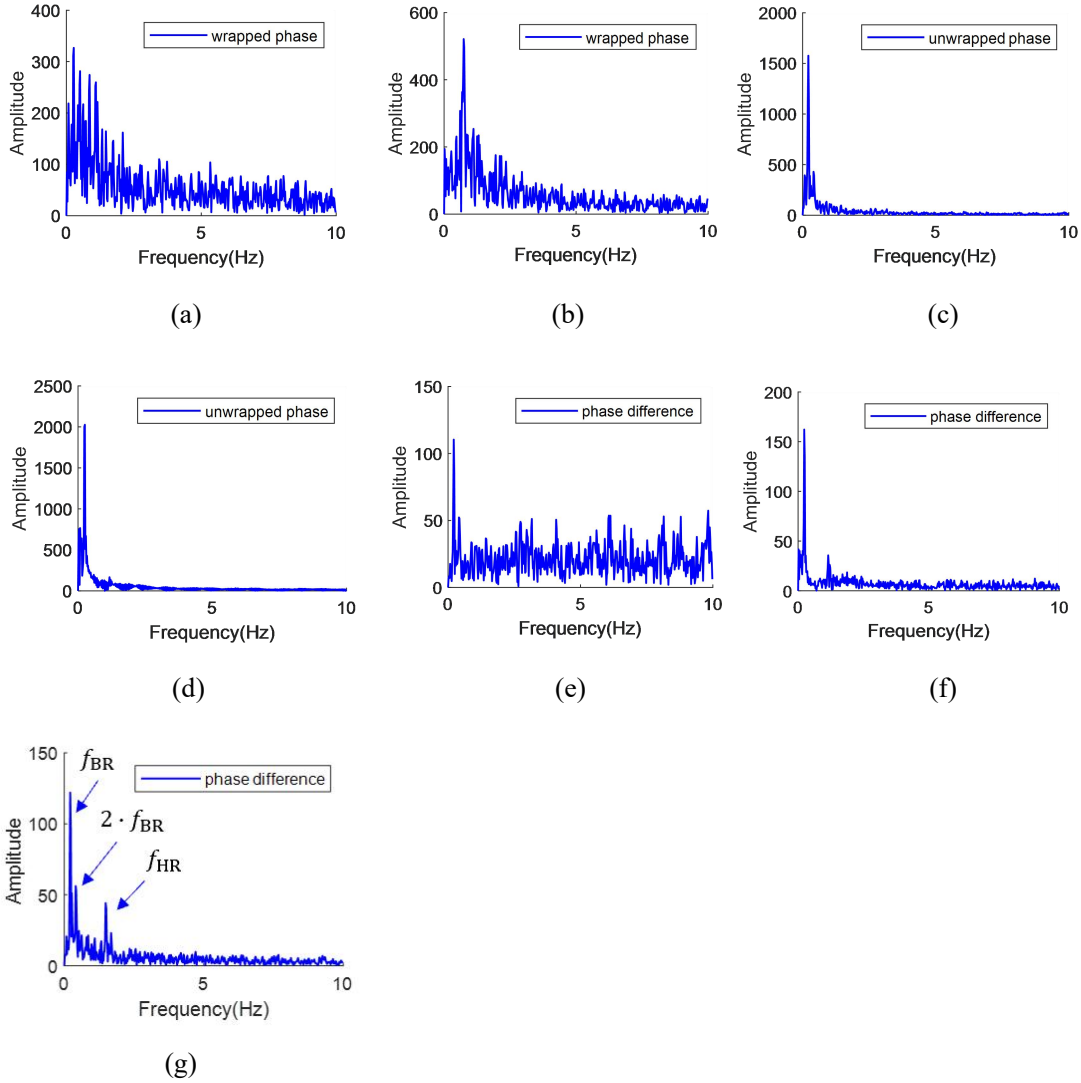 400
300
200
100
0
Amplitude
wrapped phase
0 5 10
Frequency(Hz)
(a)
600
400
200
0
Amplitude
wrapped phase
0 5 10
Frequency(Hz)
(b)
2000
1500
1000
500
0
Amplitude
unwrapped phase
0 5 10
Frequency(Hz)
(c)
2500
2000
1500
1000
500
0
Amplitude
unwrapped phase
0 5 10
Frequency(Hz)
(d)
150
100
50
0
Amplitude
phase difference
0 5 10
Frequency(Hz)
(e)
200
150
100
50
0
Amplitude
phase difference
0 5 10
Frequency(Hz)
(f)
150
100
50
0
Amplitude
f_BR
phase difference
2 · f_BR
f_HR
0 5 10
Frequency(Hz)
(g)